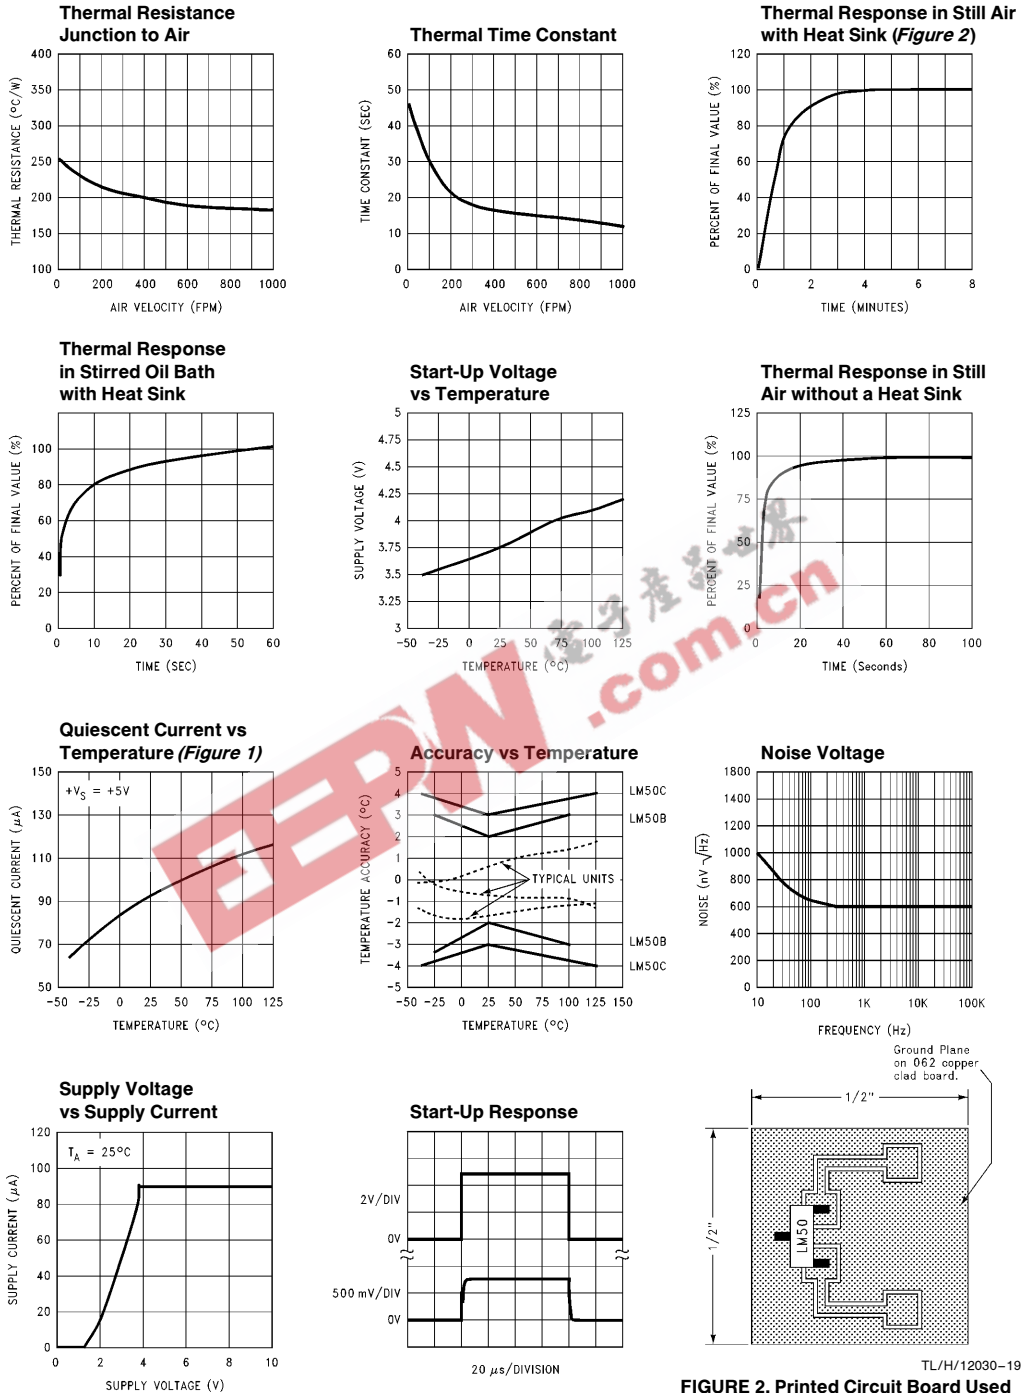 Thermal Resistance
Junction to Air
400
350
300
250
200
150
100
THERMAL RESISTANCE (°C/W)
0 200 400 600 800 1000
AIR VELOCITY (FPM)
Thermal Time Constant
60
50
40
30
20
10
0
TIME CONSTANT (SEC)
0 200 400 600 800 1000
AIR VELOCITY (FPM)
Thermal Response in Still Air
with Heat Sink (Figure 2)
120
100
80
60
40
20
0
PERCENT OF FINAL VALUE (%)
0 2 4 6 8
TIME (MINUTES)
Thermal Response
in Stirred Oil Bath
with Heat Sink
100
80
60
40
20
0
PERCENT OF FINAL VALUE (%)
0 10 20 30 40 50 60
TIME (SEC)
Start-Up Voltage
vs Temperature
5
4.75
4.5
4.25
4
3.75
3.5
3.25
3
SUPPLY VOLTAGE (V)
−50 −25 0 25 50 75 100 125
TEMPERATURE (°C)
Thermal Response in Still
Air without a Heat Sink
125
100
75
50
25
0
PERCENT OF FINAL VALUE (%)
0 20 40 60 80 100
TIME (Seconds)
電子產品世界
EEPW
.com.cn
Quiescent Current vs
Temperature (Figure 1)
150
130
110
90
70
50
+VS = +5V
QUIESCENT CURRENT (μA)
−50 −25 0 25 50 75 100 125
TEMPERATURE (°C)
Accuracy vs Temperature
5
4
3
2
1
0
−1
−2
−3
−4
−5
TEMPERATURE ACCURACY (°C)
LM50C
LM50B
TYPICAL UNITS
LM50B
LM50C
−50 −25 0 25 50 75 100 125 150
TEMPERATURE (°C)
Noise Voltage
1800
1400
1200
1000
800
600
400
200
0
NOISE (nV √Hz)
10 100 1K 10K 100K
FREQUENCY (Hz)
Supply Voltage
vs Supply Current
120
100
80
60
40
20
0
TA = 25°C
SUPPLY CURRENT (μA)
0 2 4 6 8 10
SUPPLY VOLTAGE (V)
Start-Up Response
2V/DIV
0V
500 mV/DIV
0V
20 μs/DIVISION
Ground Plane
on 062 copper
clad board.
1/2"
1/2"
LM50
TL/H/12030–19
FIGURE 2. Printed Circuit Board Used